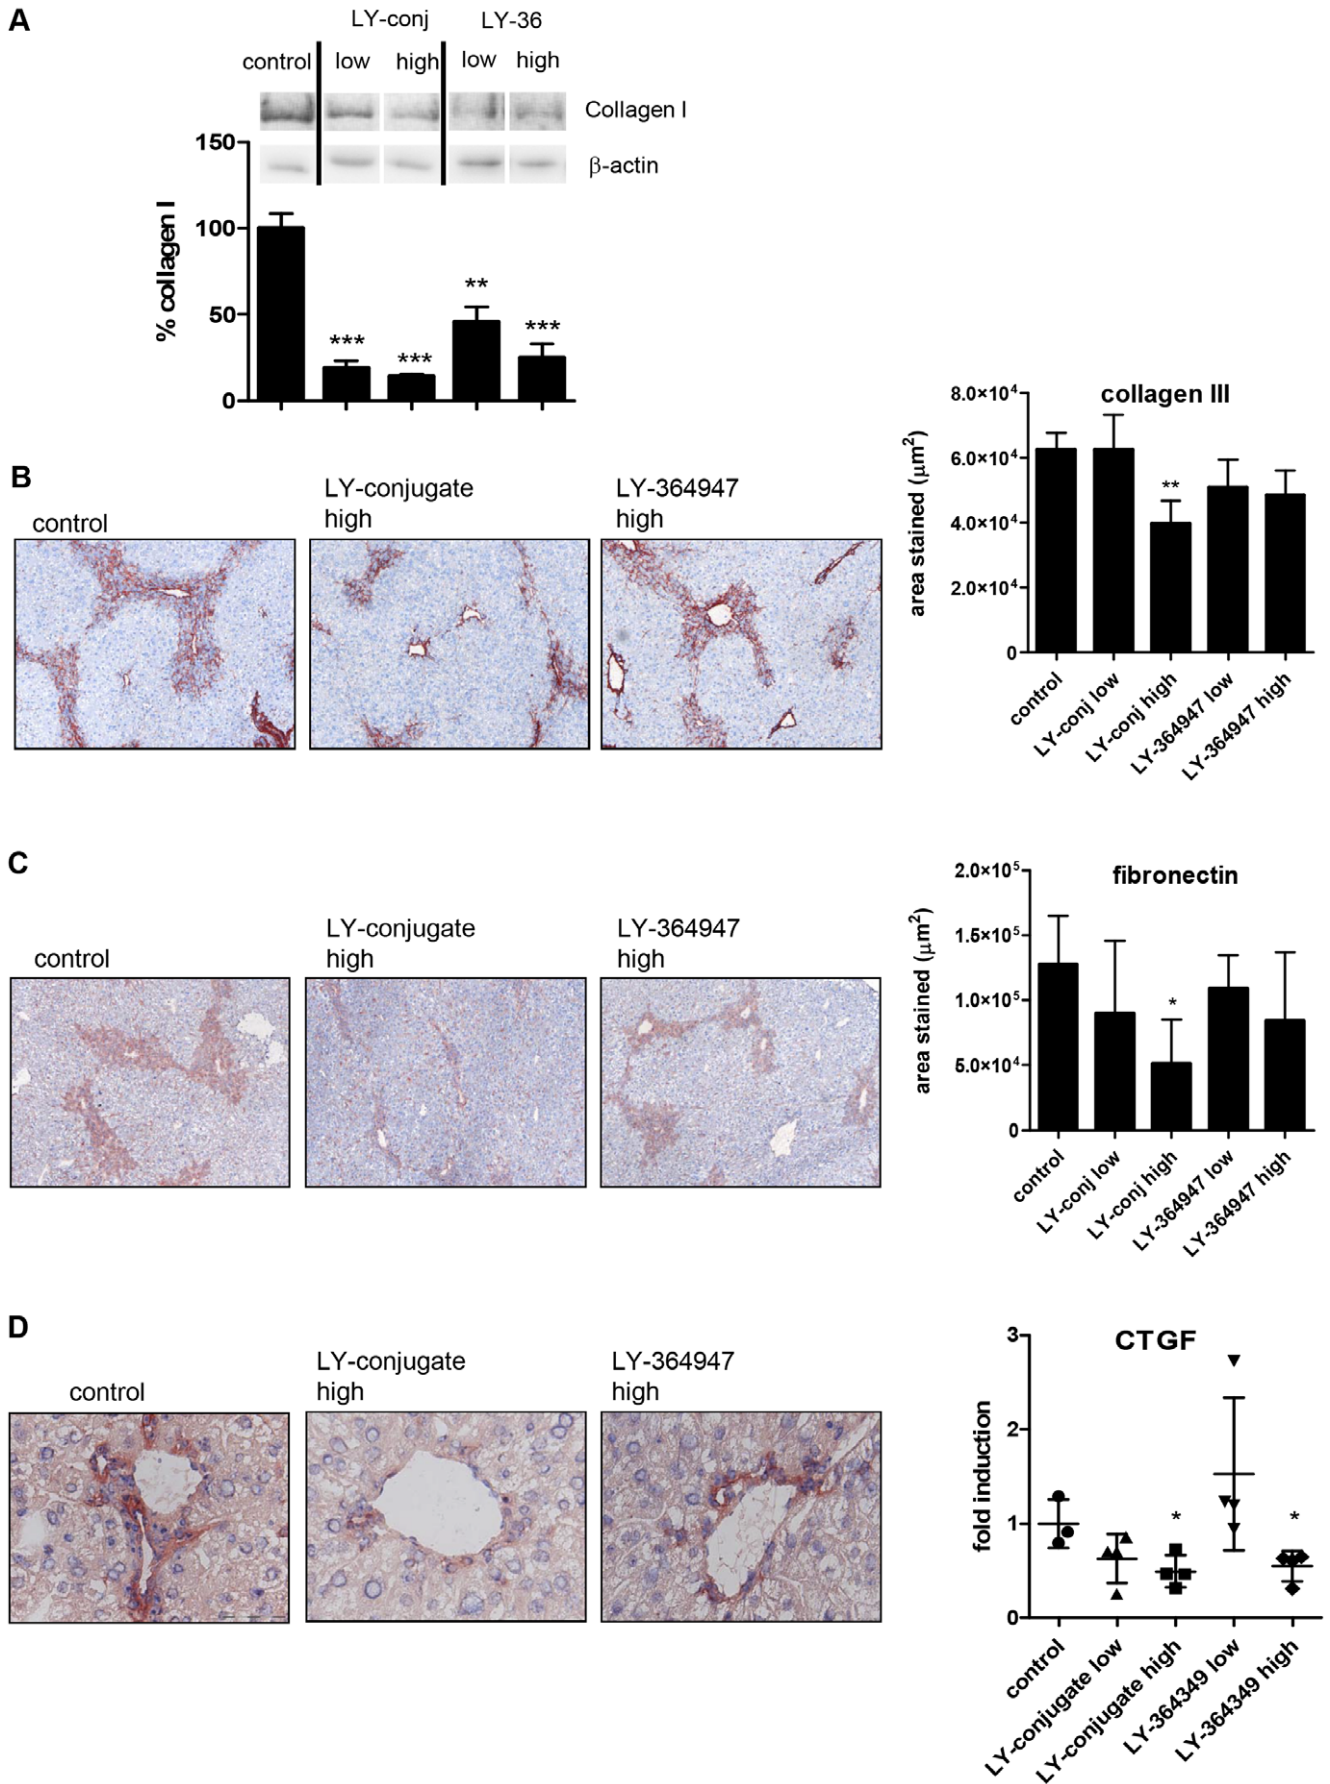 A
LY-conj LY-36
control low high low high
Collagen I
β-actin
150
100
50
0
% collagen I
*** *** ** ***
B
control
LY-conjugate
high
LY-364947
high
collagen III
area stained (μm²)
8.0×10⁴
6.0×10⁴
4.0×10⁴
2.0×10⁴
0
**
control
LY-conj low
LY-conj high
LY-364947 low
LY-364947 high
C
control
LY-conjugate
high
LY-364947
high
fibronectin
area stained (μm²)
2.0×10⁵
1.5×10⁵
1.0×10⁵
5.0×10⁴
0
*
control
LY-conj low
LY-conj high
LY-364947 low
LY-364947 high
D
control
LY-conjugate
high
LY-364947
high
CTGF
fold induction
3
2
1
0
* *
control
LY-conjugate low
LY-conjugate high
LY-364349 low
LY-364349 high